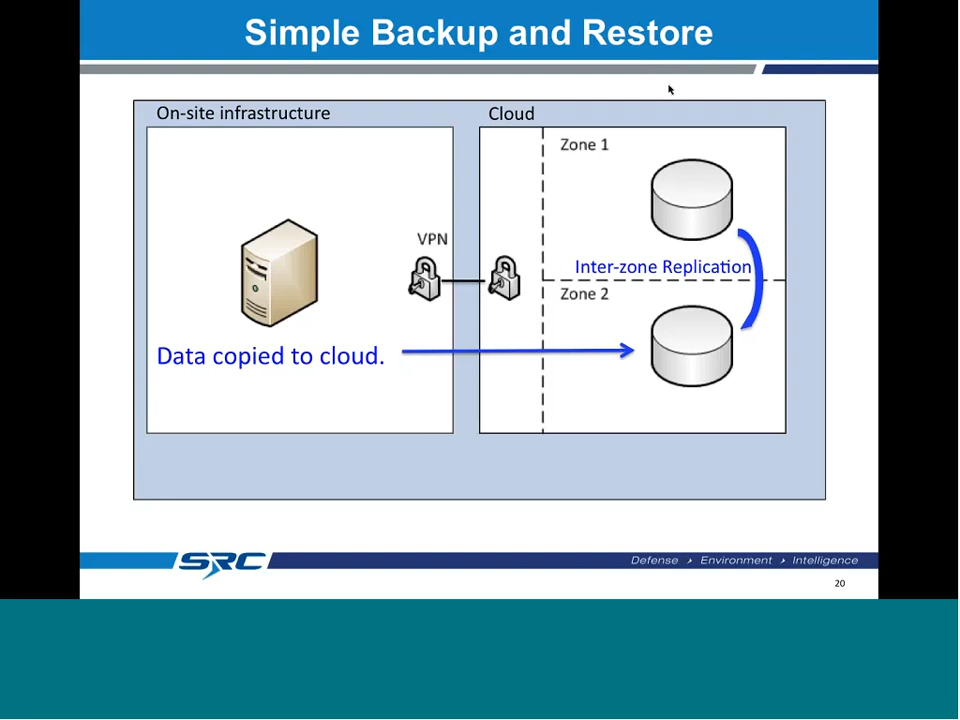 Simple Backup and Restore
On-site infrastructure
Cloud
Zone 1
VPN
Inter-zone Replication
Zone 2
Data copied to cloud.
SRC
Defense › Environment › Intelligence
20